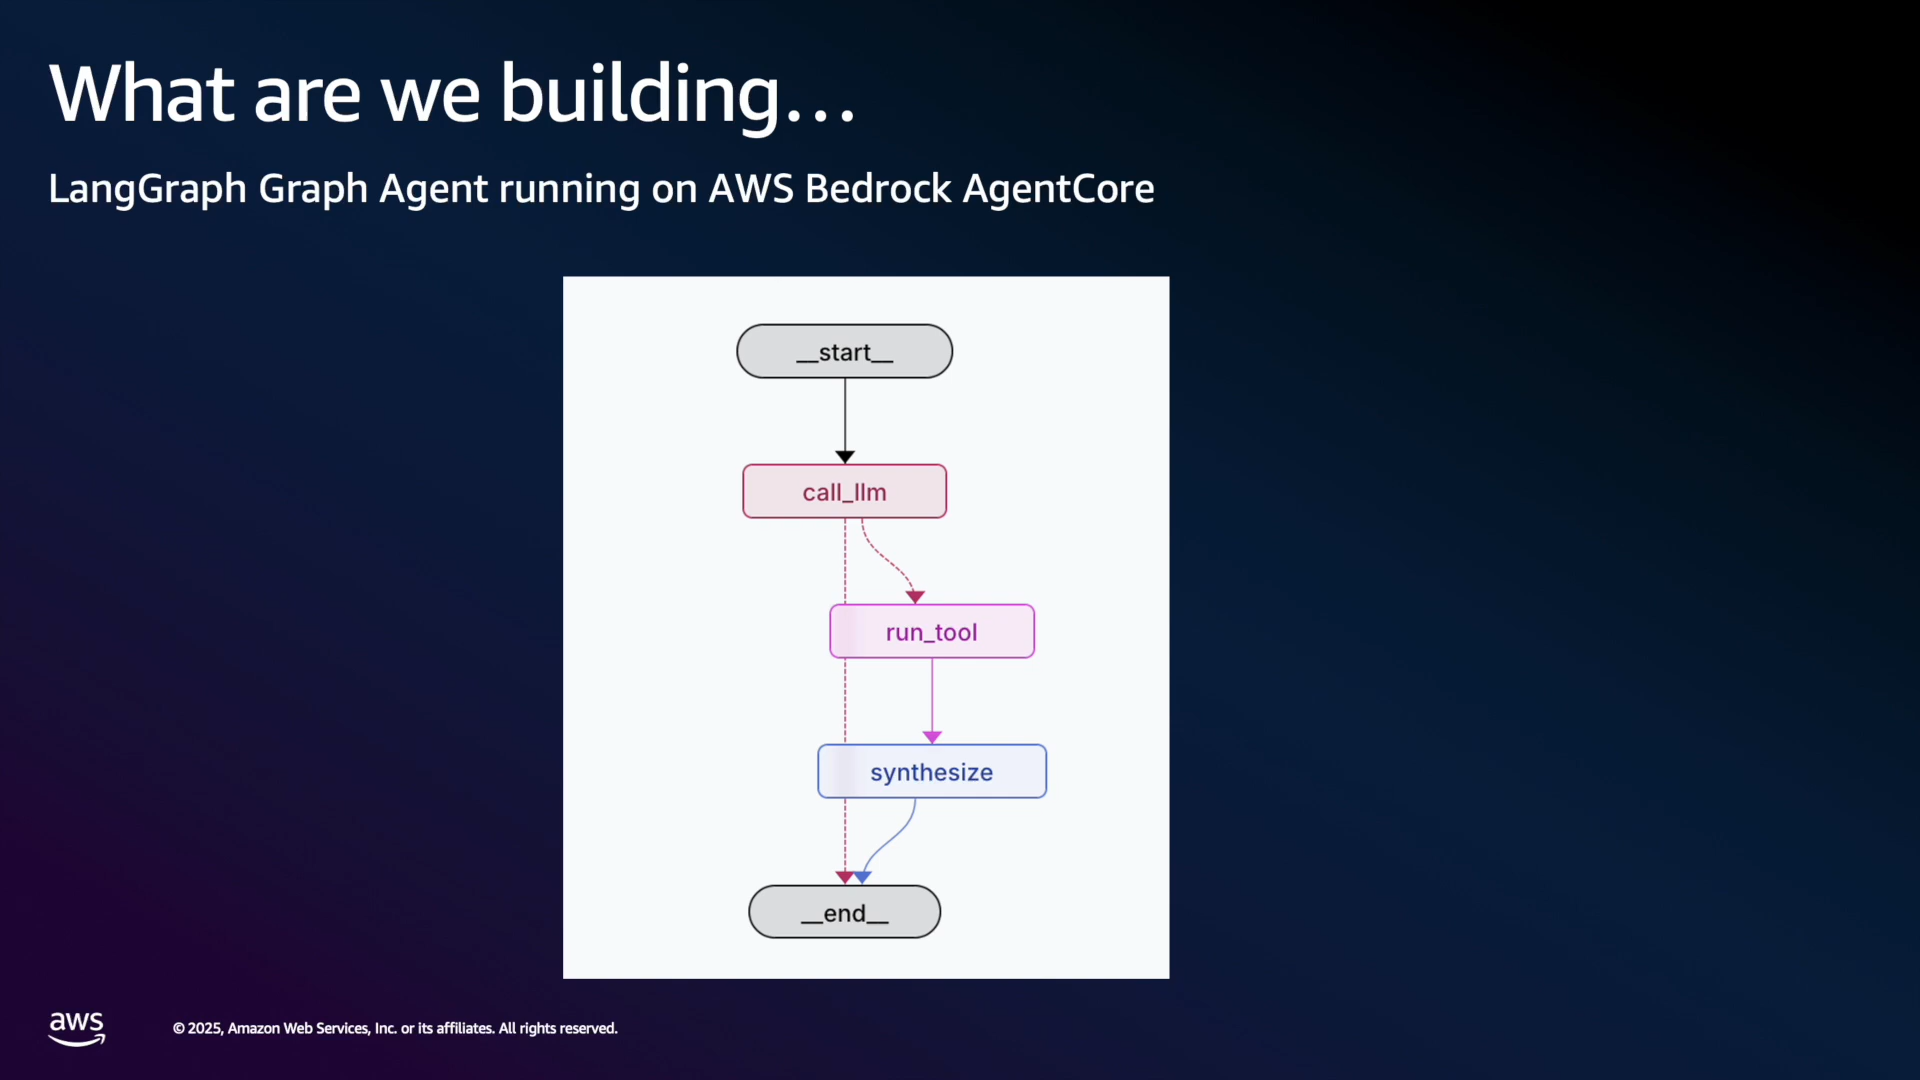 What are we building...
LangGraph Graph Agent running on AWS Bedrock AgentCore
__start__
call_llm
run_tool
synthesize
__end__
aws
© 2025, Amazon Web Services, Inc. or its affiliates. All rights reserved.